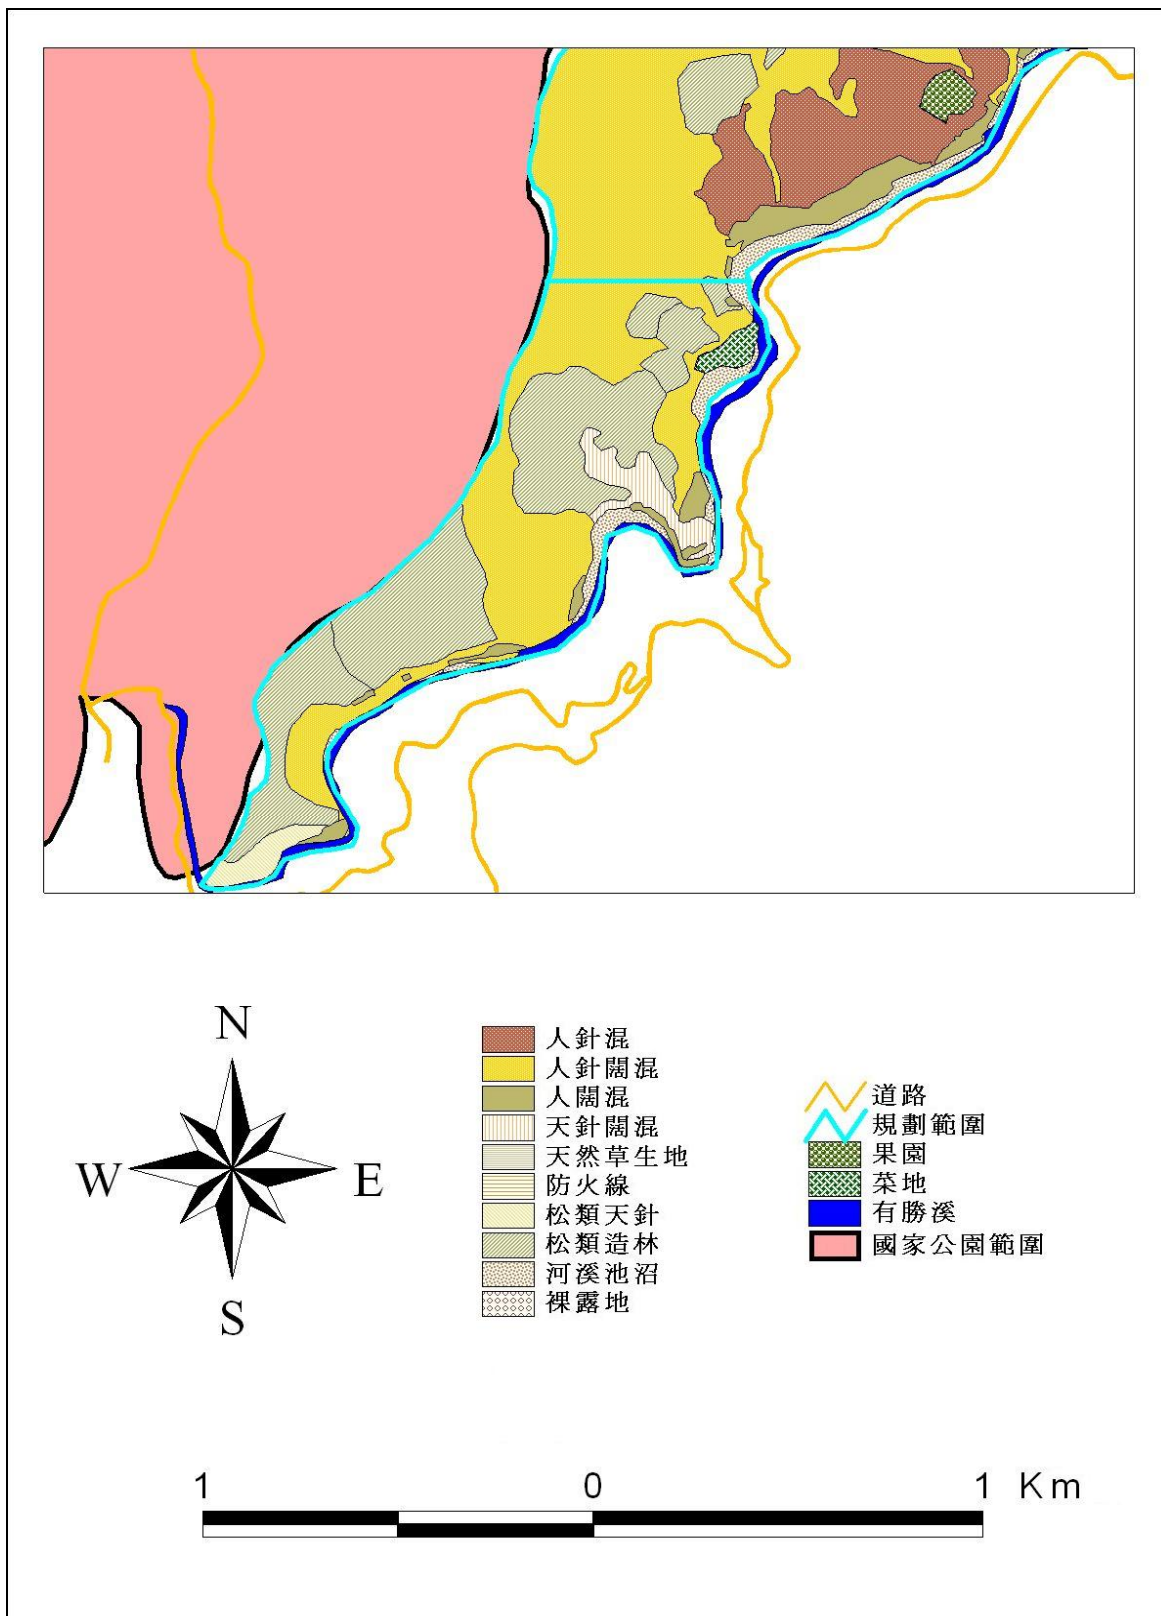 N
W
E
S
人針混
人針闊混
人闊混
天針闊混
天然草生地
防火線
松類天針
松類造林
河溪池沼
裸露地
道路
規劃範圍
果園
菜地
有勝溪
國家公園範圍
1 0 1 Km